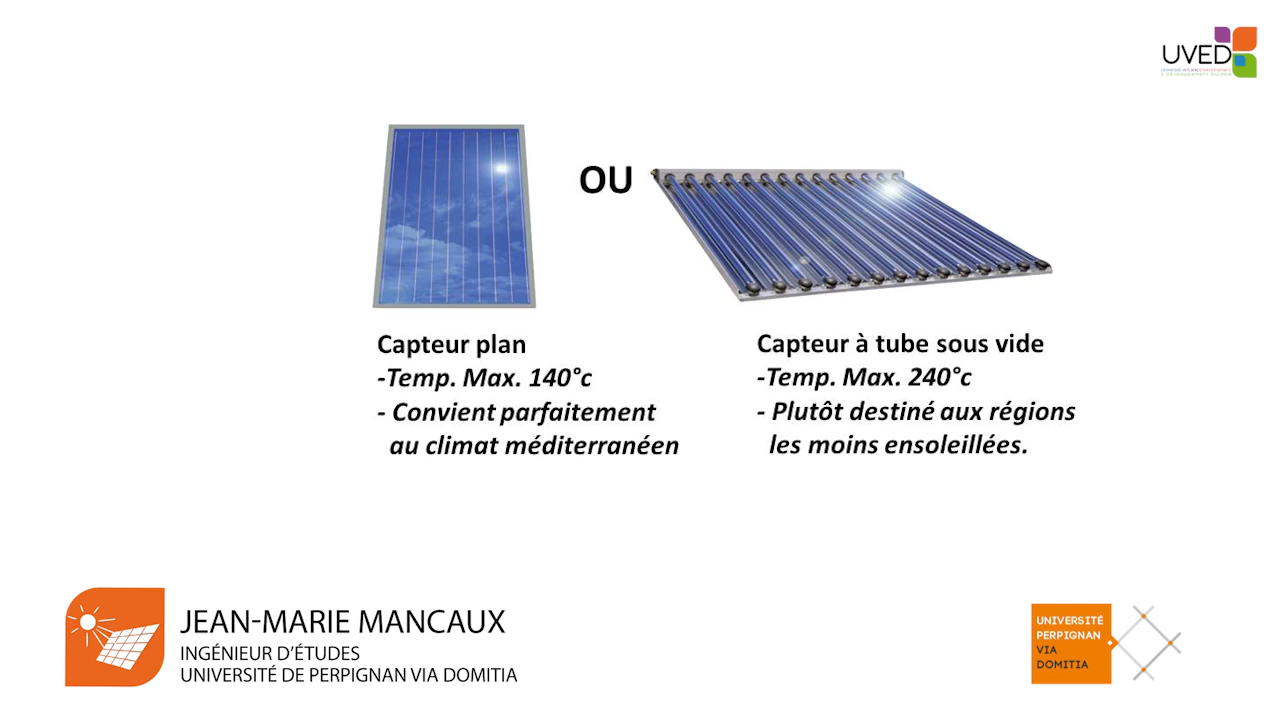 UVED
OU
Capteur plan
-Temp. Max. 140°c
- Convient parfaitement
au climat méditerranéen
Capteur à tube sous vide
-Temp. Max. 240°c
- Plutôt destiné aux régions
les moins ensoleillées.
JEAN-MARIE MANCAUX
INGÉNIEUR D'ÉTUDES
UNIVERSITÉ DE PERPIGNAN VIA DOMITIA
UNIVERSITÉ
PERPIGNAN
VIA
DOMITIA